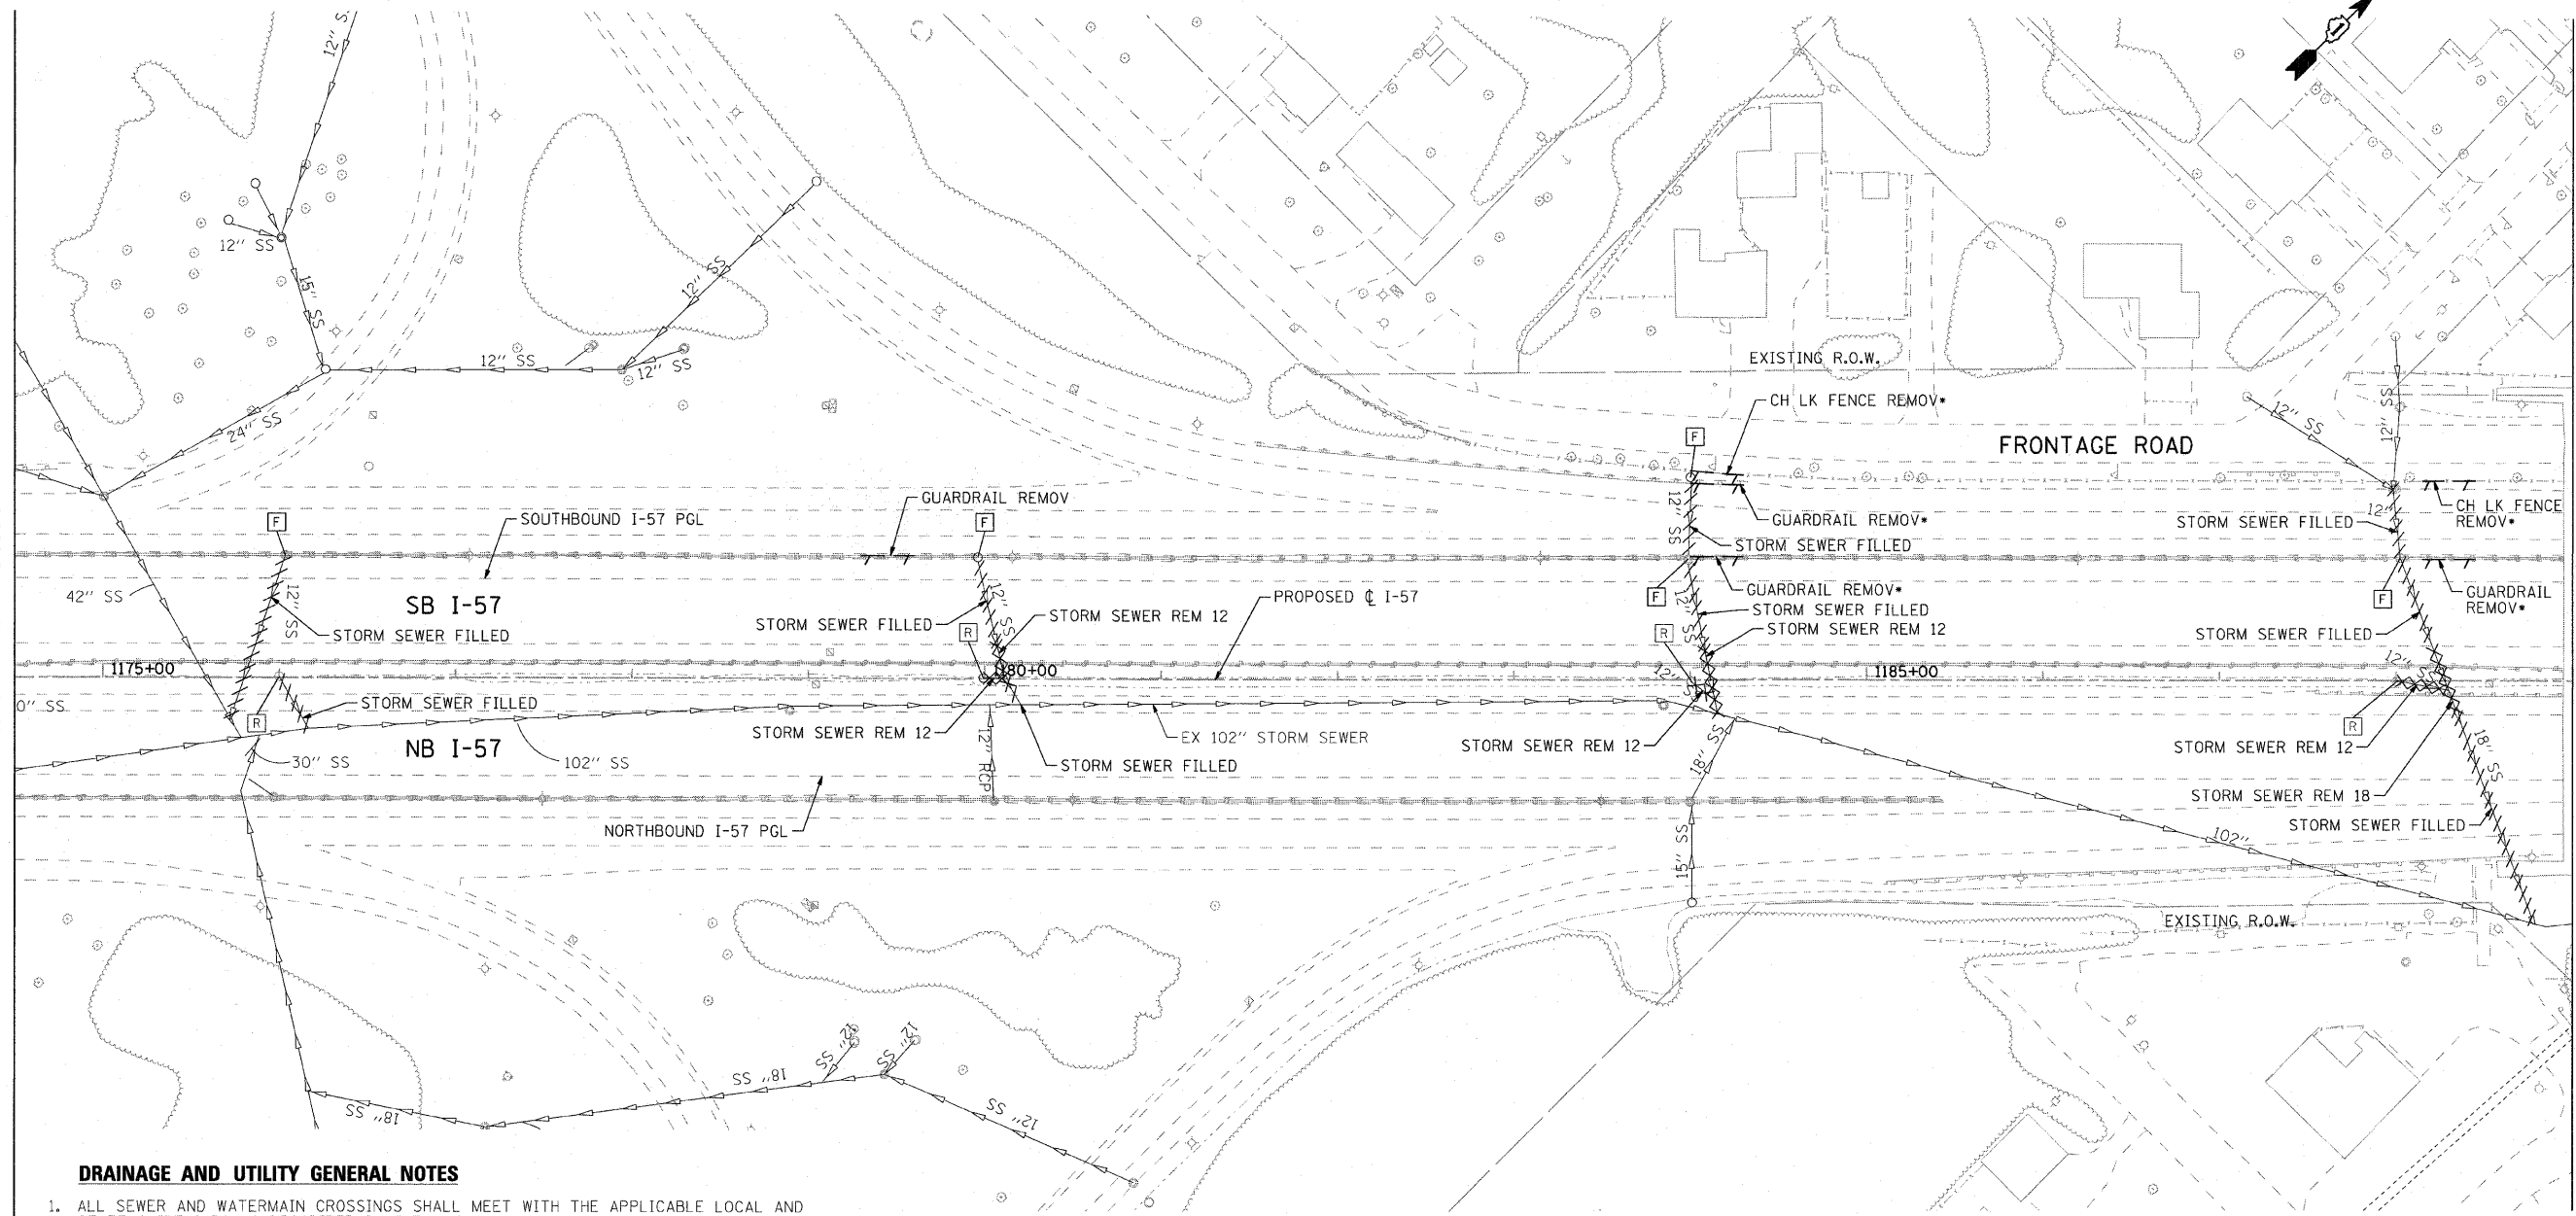 12" SS
12" SS
15" SS
12" SS
12" SS
12" SS
24" SS
EXISTING R.O.W.
CH LK FENCE REMOV*
12" SS
12" SS
FRONTAGE ROAD
F
GUARDRAIL REMOV
F
F
SOUTHBOUND I-57 PGL
12" SS
GUARDRAIL REMOV*
STORM SEWER FILLED
12"
STORM SEWER FILLED
CH LK FENCE
REMOV*
42" SS
12" SS
SB I-57
STORM SEWER FILLED
12" SS
STORM SEWER FILLED
R
STORM SEWER REM 12
PROPOSED ℄ I-57
F
GUARDRAIL REMOV*
12" SS
STORM SEWER FILLED
R
STORM SEWER REM 12
F
GUARDRAIL
REMOV*
STORM SEWER FILLED
1175+00
1180+00
12" S
1185+00
12" S
0" SS
R
STORM SEWER FILLED
STORM SEWER REM 12
12" RCP
EX 102" STORM SEWER
STORM SEWER FILLED
STORM SEWER REM 12
18" SS
R
STORM SEWER REM 12
18" SS
NB I-57
30" SS
102" SS
STORM SEWER REM 18
STORM SEWER FILLED
NORTHBOUND I-57 PGL
15" SS
102"
EXISTING R.O.W.
12" SS
12" SS
18" SS
18" SS
12" SS
DRAINAGE AND UTILITY GENERAL NOTES
1. ALL SEWER AND WATERMAIN CROSSINGS SHALL MEET WITH THE APPLICABLE LOCAL AND